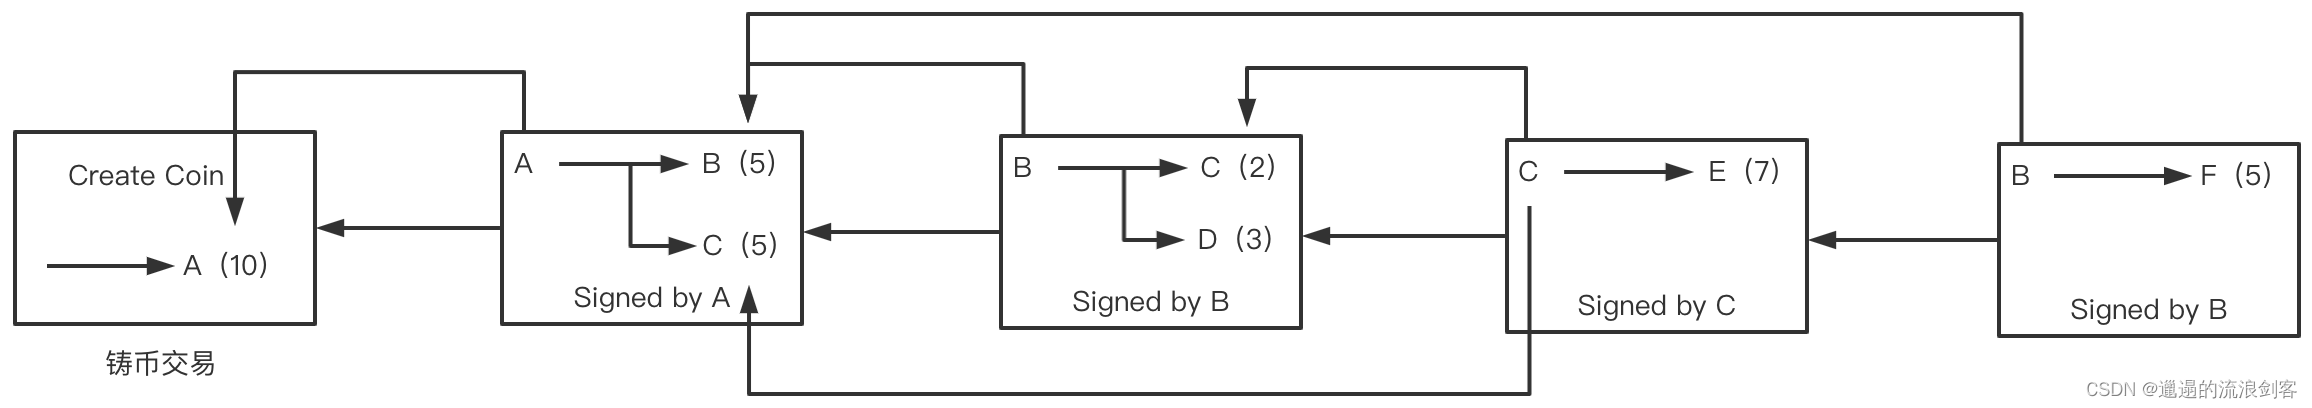 Create Coin
A (10)
铸币交易
A
B (5)
C (5)
Signed by A
B
C (2)
D (3)
Signed by B
C
E (7)
Signed by C
B
F (5)
Signed by B
CSDN @邋遢的流浪剑客